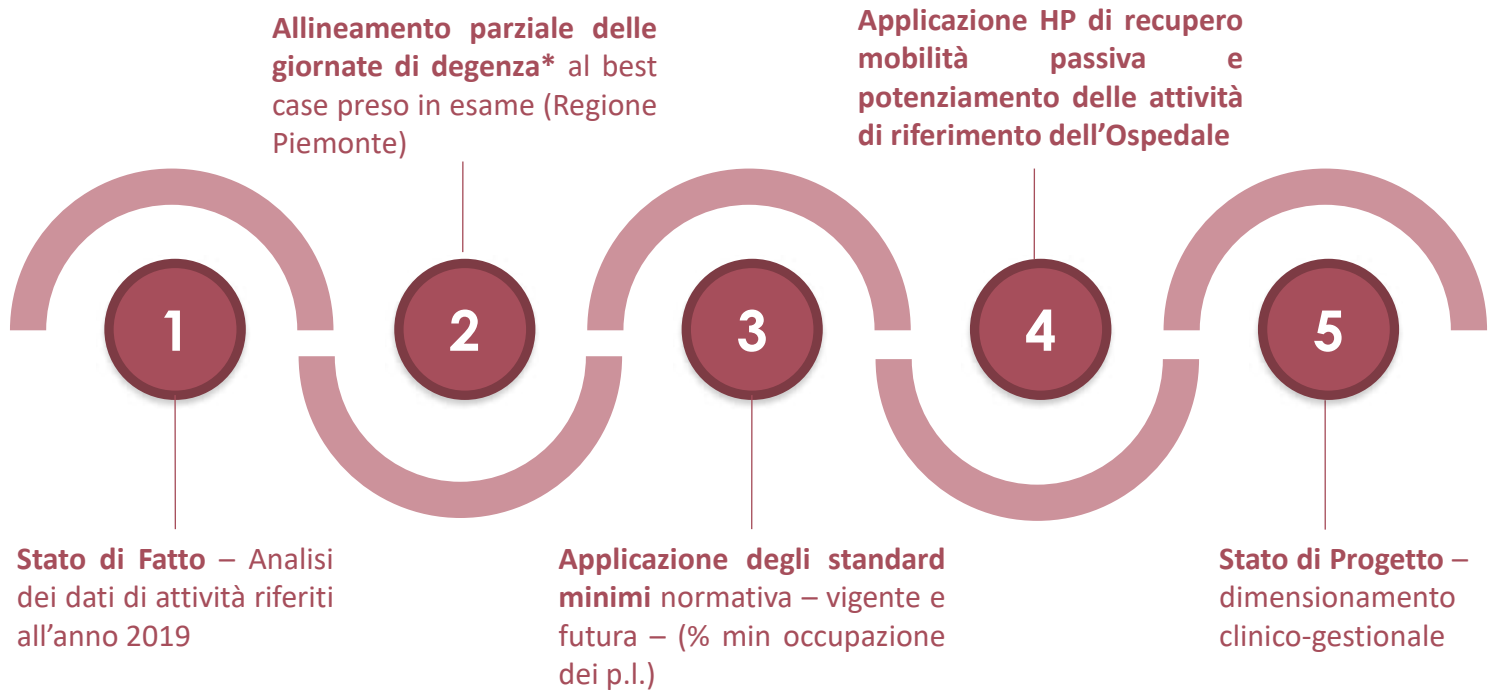 Allineamento parziale delle
giornate di degenza* al best
case preso in esame (Regione
Piemonte)
Applicazione HP di recupero
mobilità passiva e
potenziamento delle attività
di riferimento dell’Ospedale
1
2
3
4
5
Stato di Fatto – Analisi
dei dati di attività riferiti
all’anno 2019
Applicazione degli standard
minimi normativa – vigente e
futura – (% min occupazione
dei p.l.)
Stato di Progetto –
dimensionamento
clinico-gestionale